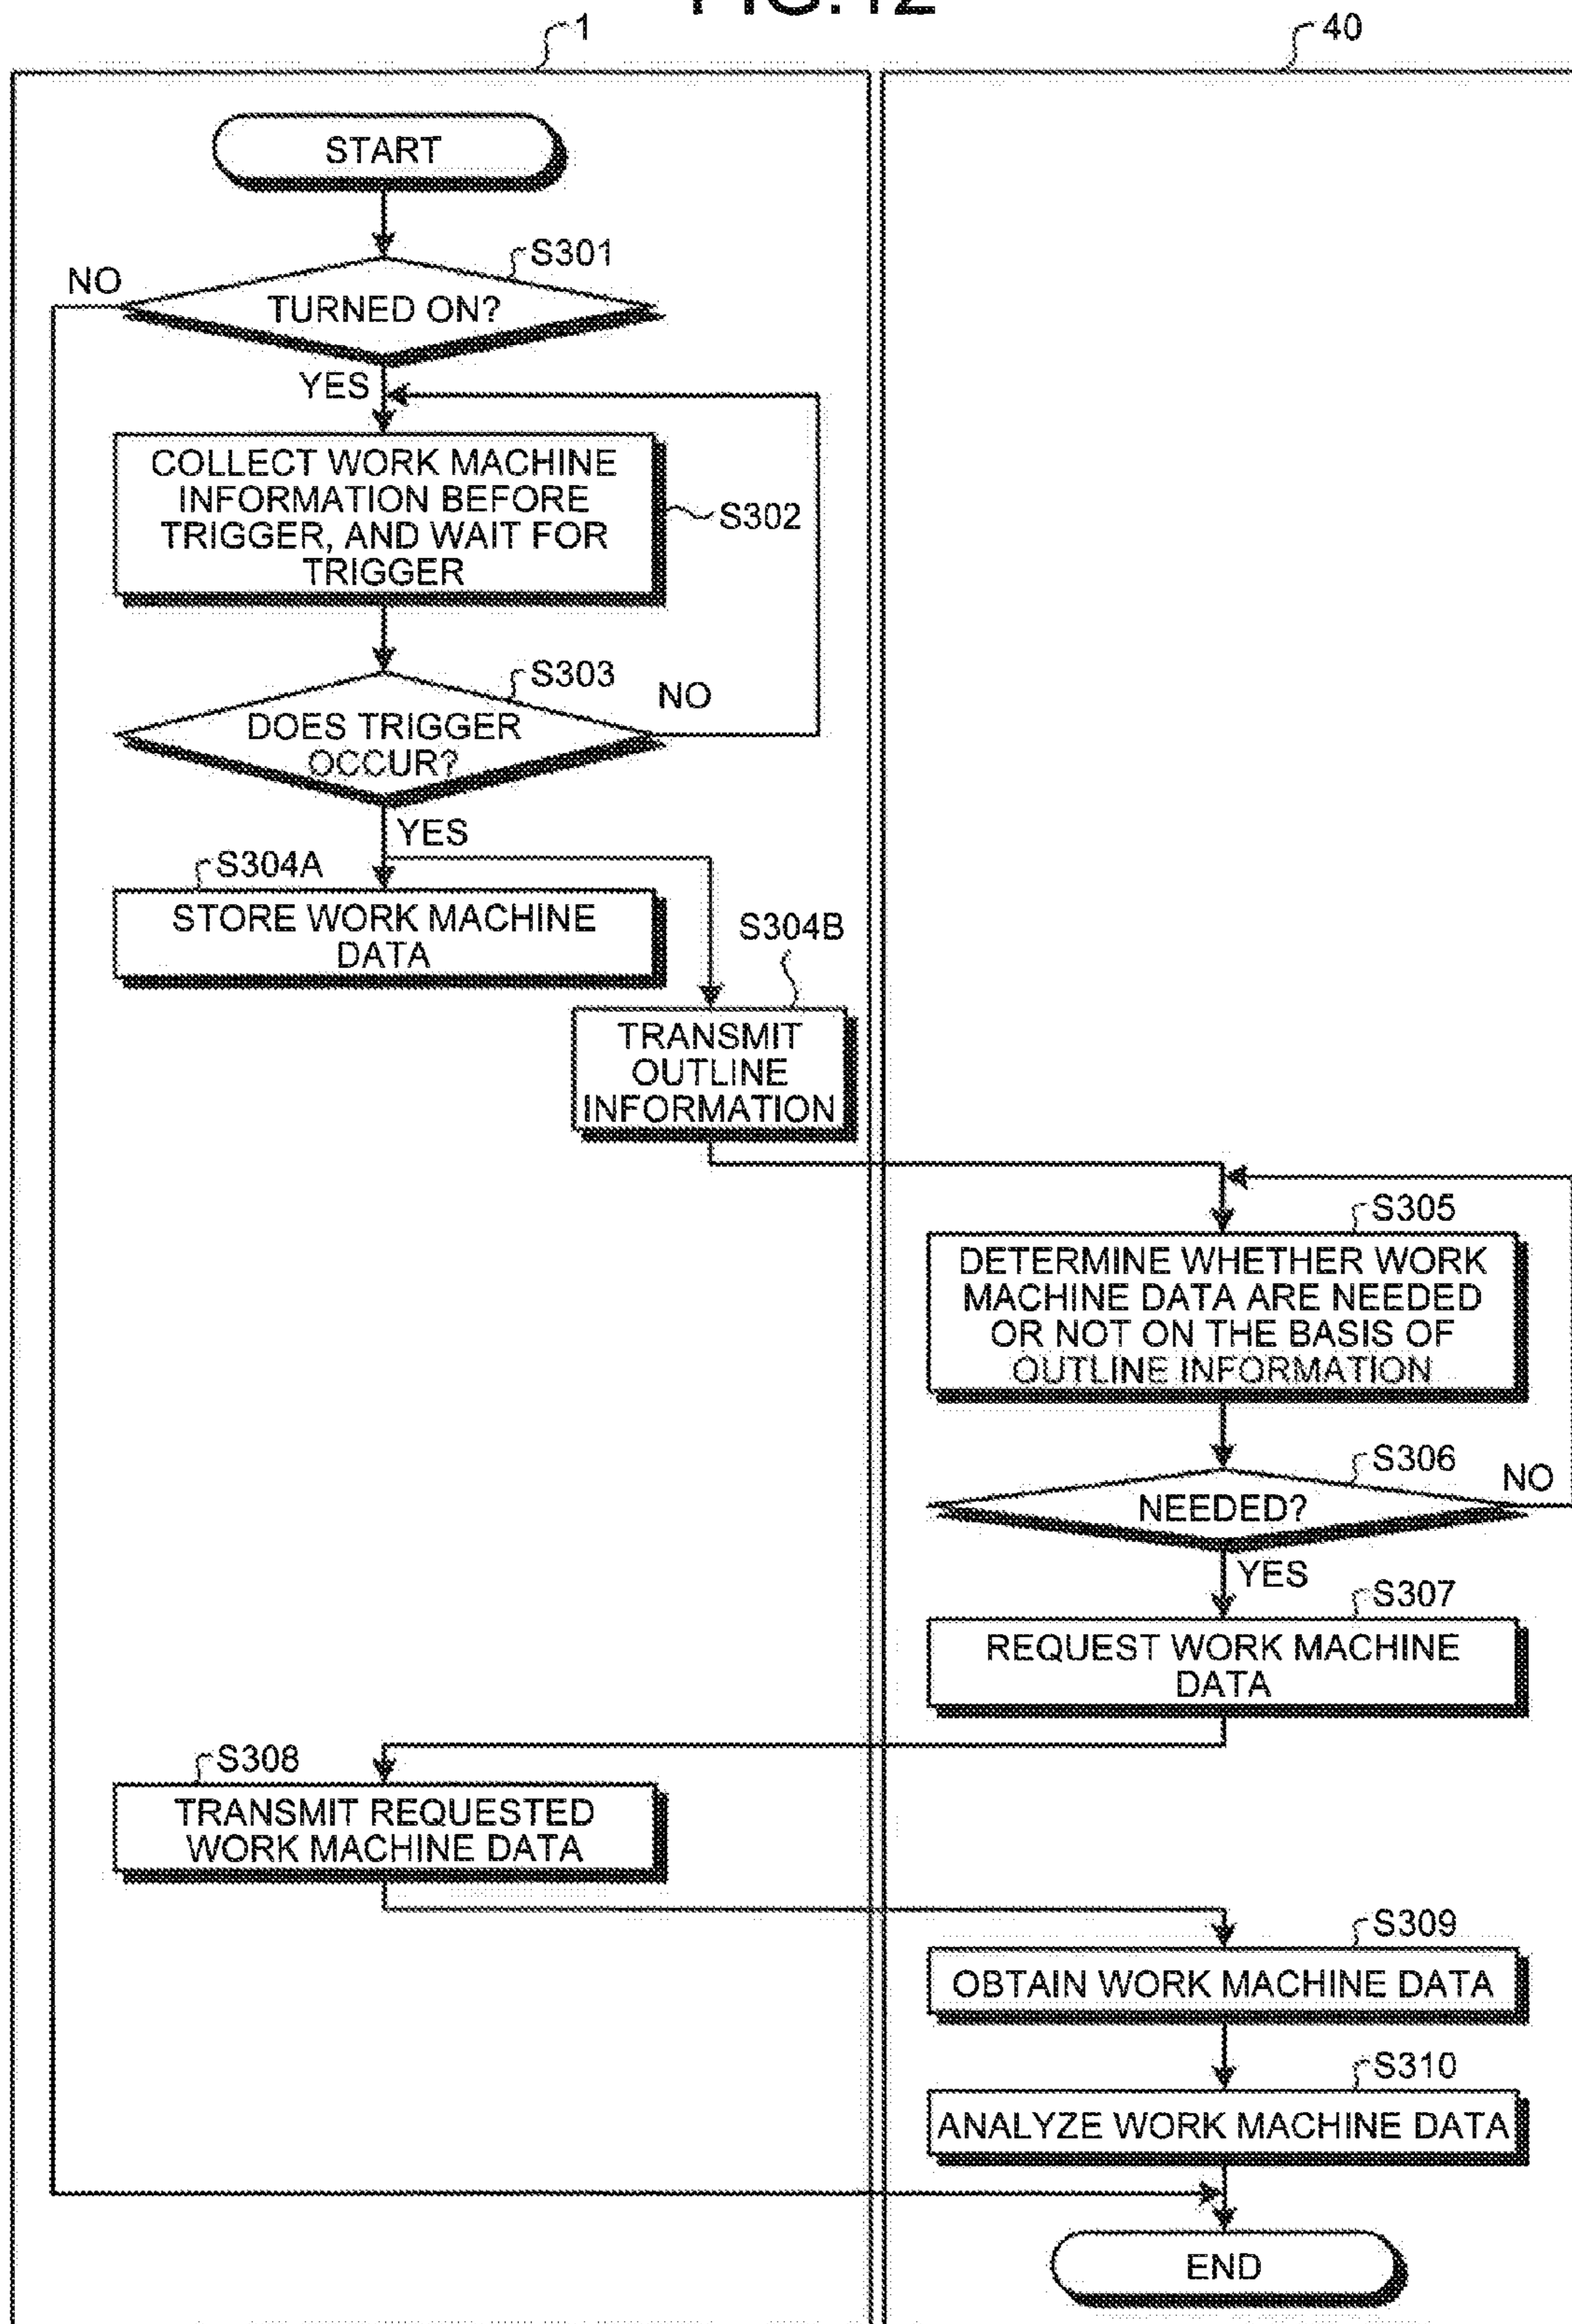 FIG.12
1
40
START
S301
NO
TURNED ON?
YES
COLLECT WORK MACHINE
INFORMATION BEFORE
TRIGGER, AND WAIT FOR
TRIGGER
S302
S303
NO
DOES TRIGGER
OCCUR?
YES
S304A
STORE WORK MACHINE
DATA
S304B
TRANSMIT
OUTLINE
INFORMATION
S305
DETERMINE WHETHER WORK
MACHINE DATA ARE NEEDED
OR NOT ON THE BASIS OF
OUTLINE INFORMATION
S306
NO
NEEDED?
YES
S307
REQUEST WORK MACHINE
DATA
S308
TRANSMIT REQUESTED
WORK MACHINE DATA
S309
OBTAIN WORK MACHINE DATA
S310
ANALYZE WORK MACHINE DATA
END